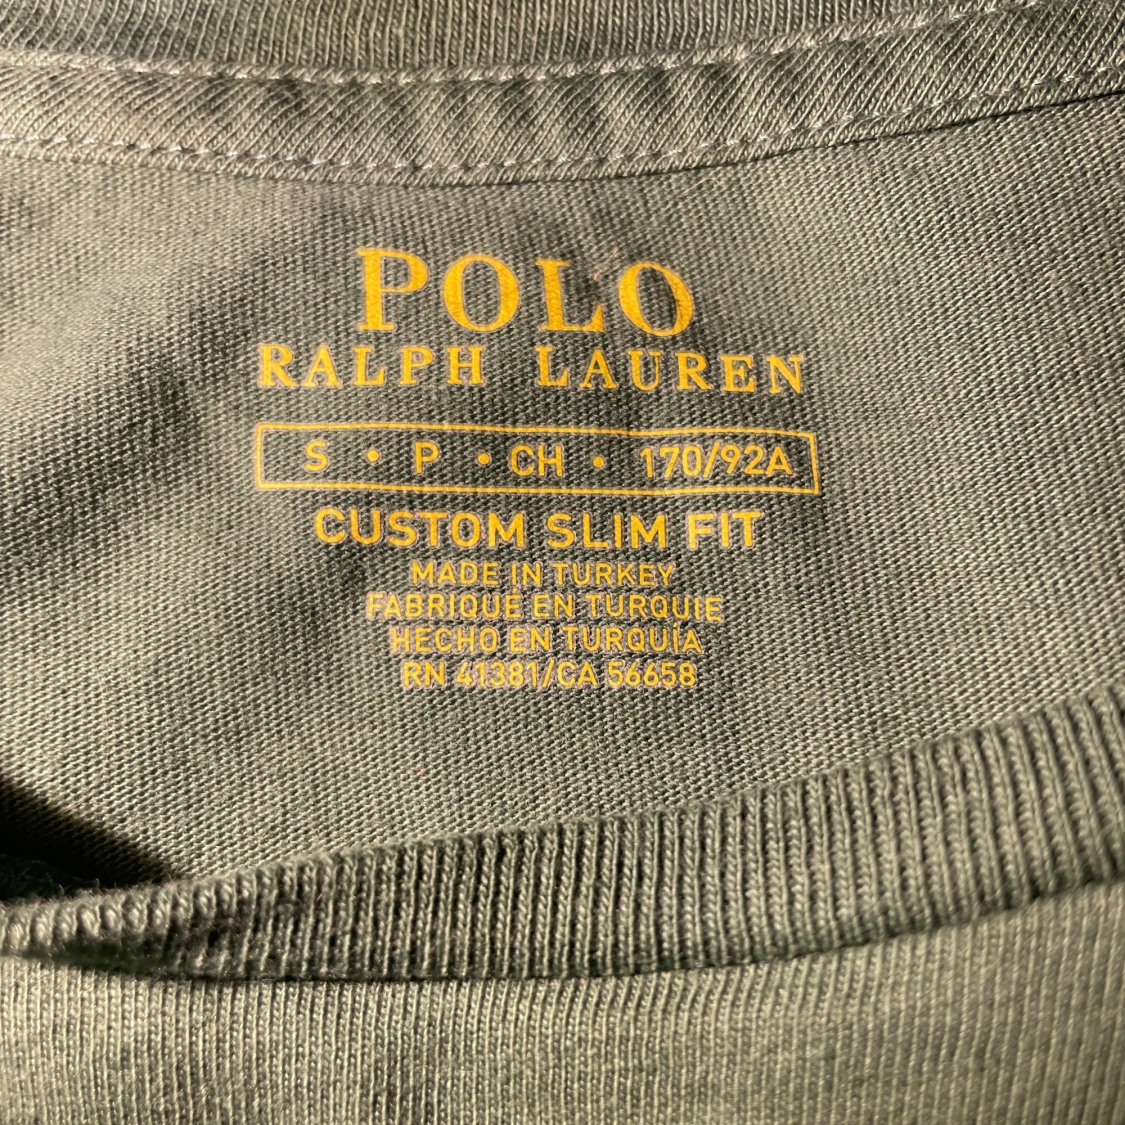 POLO
RALPH LAUREN
S • P • CH • 170/92A
CUSTOM SLIM FIT
MADE IN TURKEY
FABRIQUÉ EN TURQUIE
HECHO EN TURQUÍA
RN 41381/CA 56658